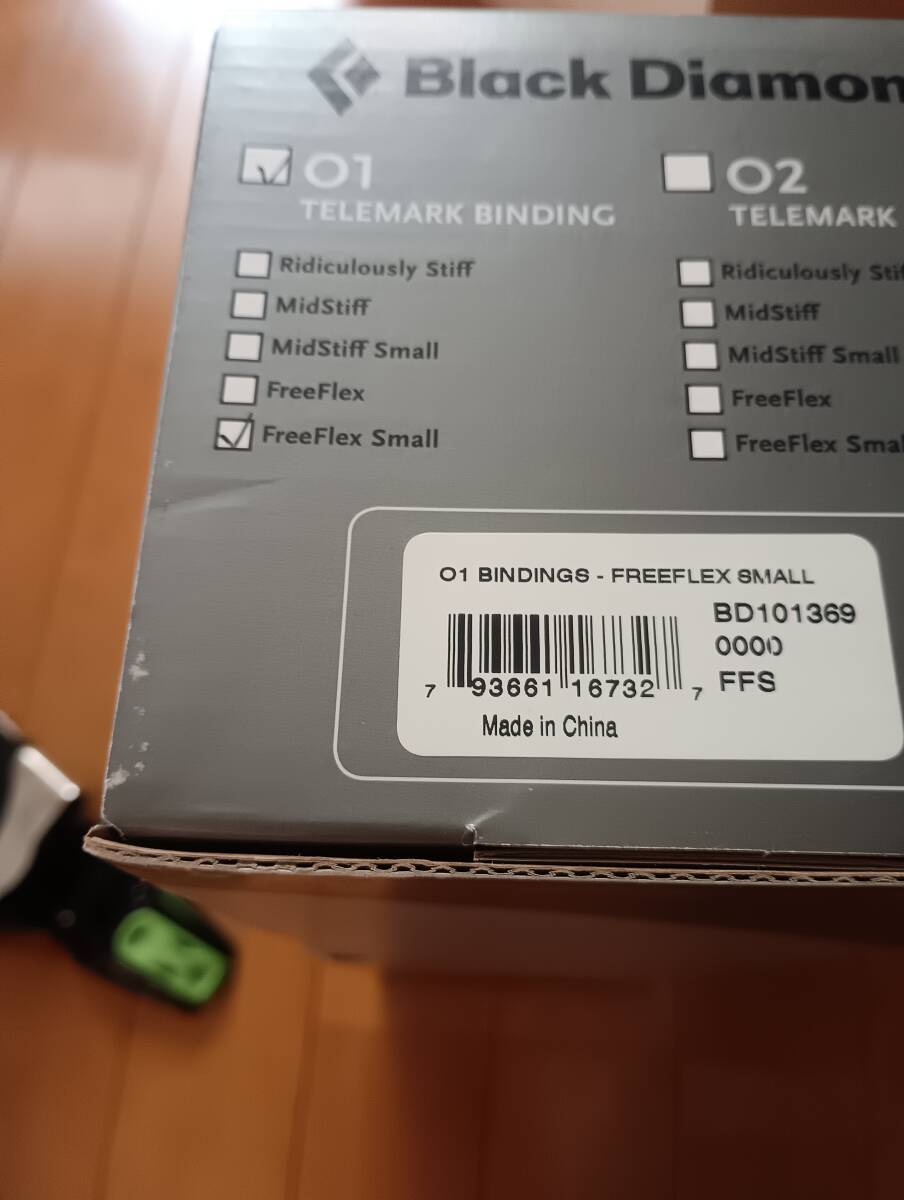 Black Diamon
O1
TELEMARK BINDING
Ridiculously Stiff
MidStiff
MidStiff Small
FreeFlex
FreeFlex Small
O2
TELEMARK
Ridiculously Stif
MidStiff
MidStiff Small
FreeFlex
FreeFlex Smal
O1 BINDINGS - FREEFLEX SMALL
BD101369
0000
FFS
7 93661 16732 7
Made in China